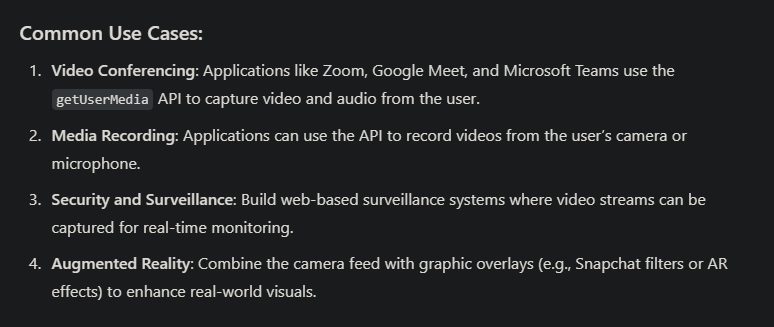 Common Use Cases:
1. Video Conferencing: Applications like Zoom, Google Meet, and Microsoft Teams use the
getUserMedia API to capture video and audio from the user.
2. Media Recording: Applications can use the API to record videos from the user's camera or
microphone.
3. Security and Surveillance: Build web-based surveillance systems where video streams can be
captured for real-time monitoring.
4. Augmented Reality: Combine the camera feed with graphic overlays (e.g., Snapchat filters or AR
effects) to enhance real-world visuals.